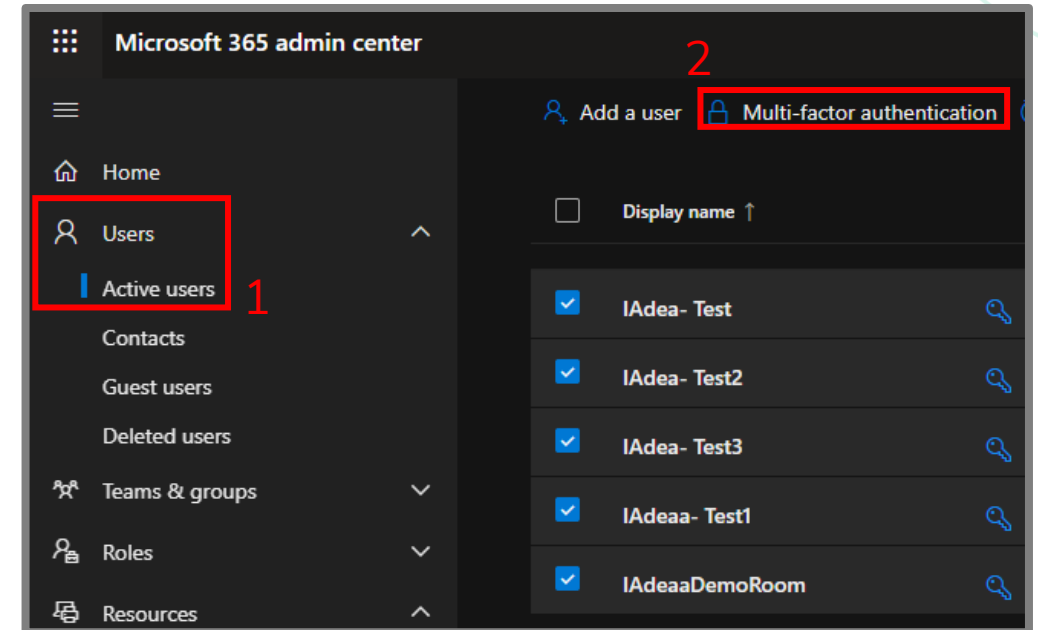 Microsoft 365 admin center
2
Add a user Multi-factor authentication
Home
Display name ↑
Users
Active users
1
IAdea- Test
Contacts
IAdea- Test2
Guest users
Deleted users
IAdea- Test3
Teams & groups
IAdeaa- Test1
Roles
IAdeaaDemoRoom
Resources